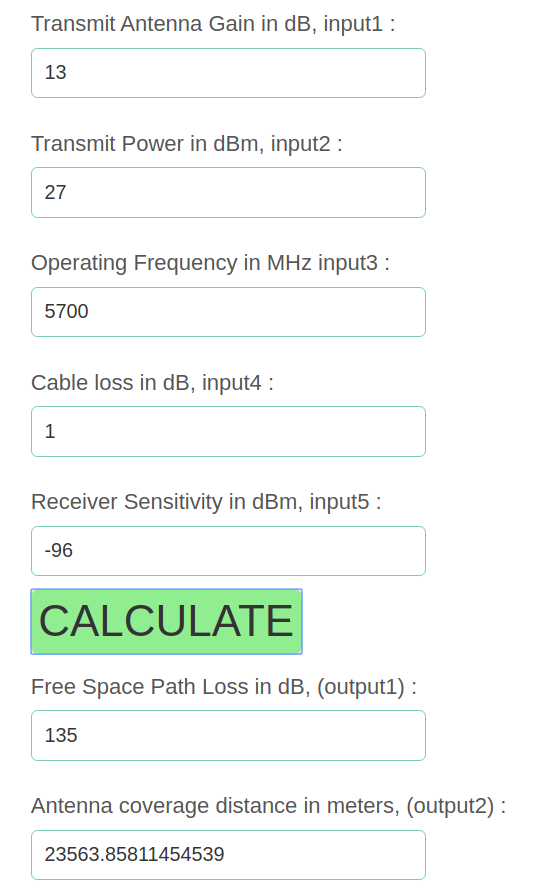 Transmit Antenna Gain in dB, input1 :
13
Transmit Power in dBm, input2 :
27
Operating Frequency in MHz input3 :
5700
Cable loss in dB, input4 :
1
Receiver Sensitivity in dBm, input5 :
-96
CALCULATE
Free Space Path Loss in dB, (output1) :
135
Antenna coverage distance in meters, (output2) :
23563.85811454539